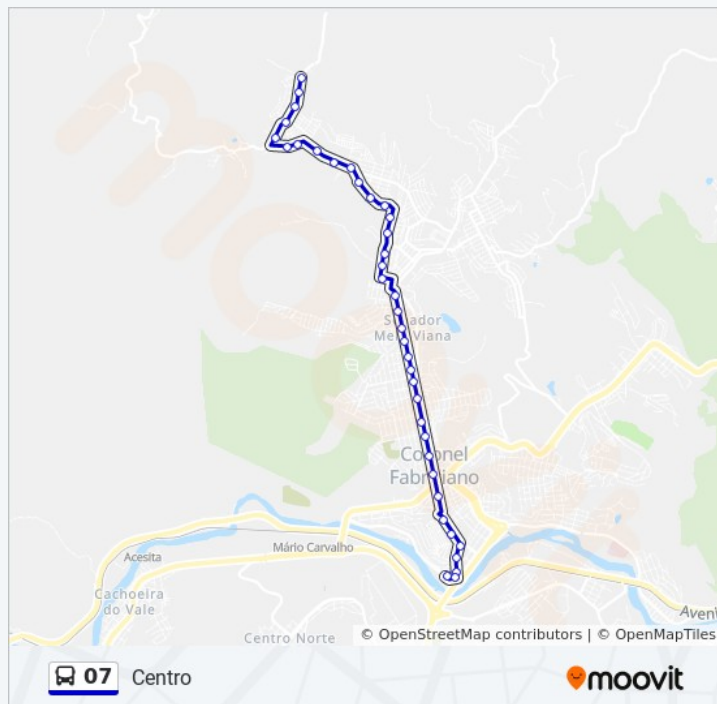 Senador
Melo Viana
Coronel
Fabriciano
Acesita
Mário Carvalho
Cachoeira
do Vale
Centro Norte
Aveni
© OpenStreetMap contributors | © OpenMapTiles
07 Centro
moovit